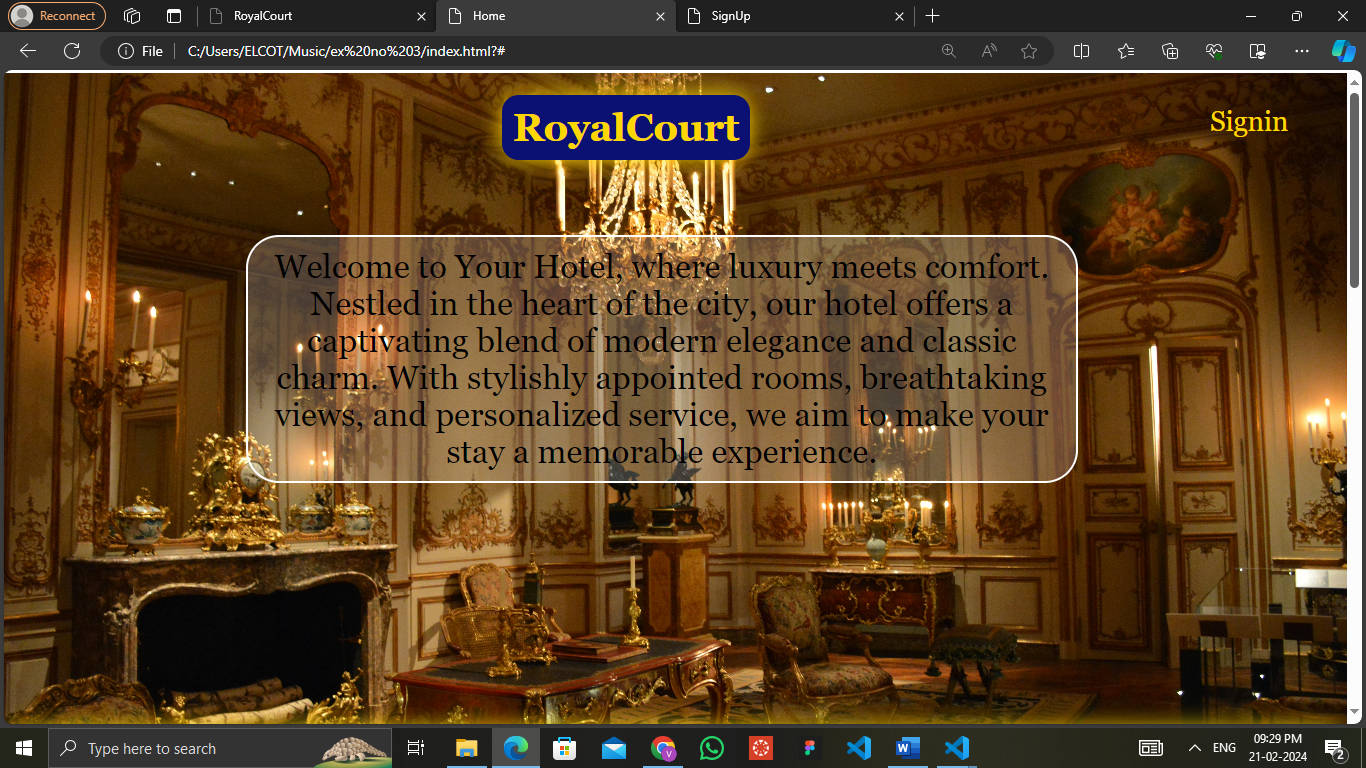 Reconnect
RoyalCourt
Home
SignUp
File
C:/Users/ELCOT/Music/ex%20no%203/index.html?#
RoyalCourt
Signin
Welcome to Your Hotel, where luxury meets comfort.
Nestled in the heart of the city, our hotel offers a
captivating blend of modern elegance and classic
charm. With stylishly appointed rooms, breathtaking
views, and personalized service, we aim to make your
stay a memorable experience.
Type here to search
V
W
ENG
09:29 PM
21-02-2024
2